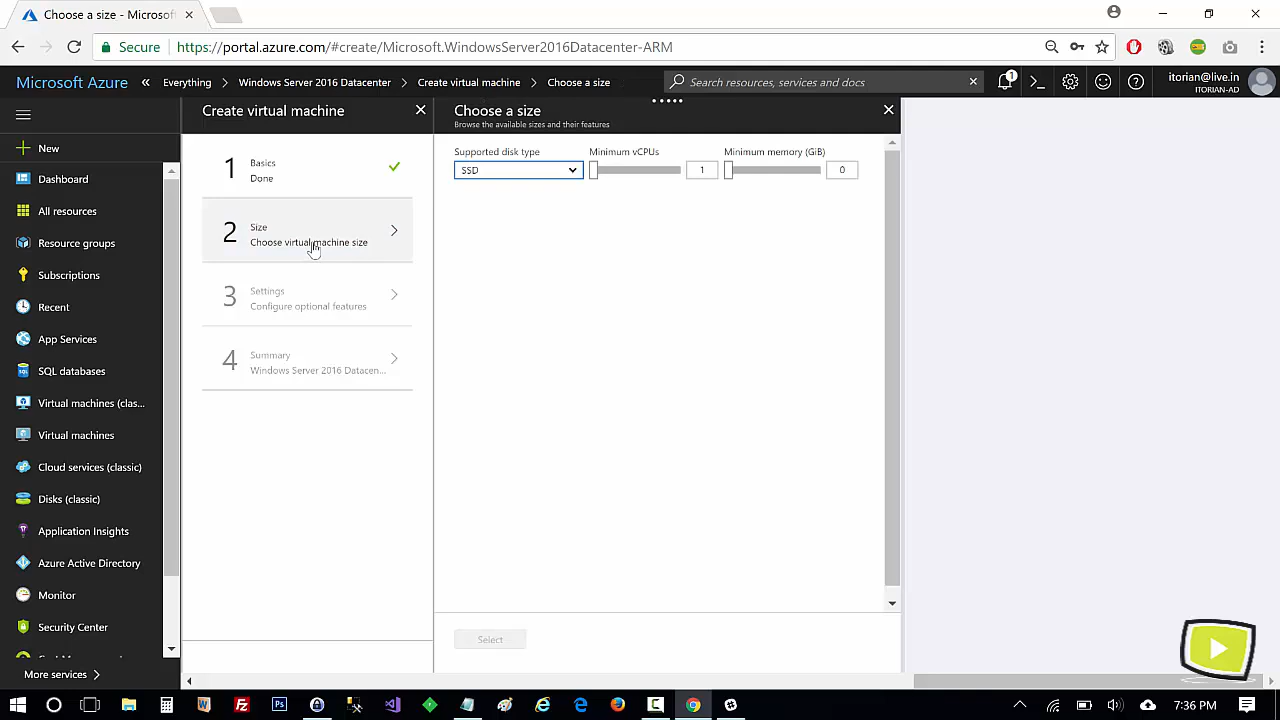 Choose a size - Microsof
Secure
https://portal.azure.com/#create/Microsoft.WindowsServer2016Datacenter-ARM
Microsoft Azure
Everything
Windows Server 2016 Datacenter
Create virtual machine
Choose a size
Search resources, services and docs
1
itorian@live.in
ITORIAN-AD
New
Dashboard
All resources
Resource groups
Subscriptions
Recent
App Services
SQL databases
Virtual machines (clas...
Virtual machines
Cloud services (classic)
Disks (classic)
Application Insights
Azure Active Directory
Monitor
Security Center
More services
Create virtual machine
1
Basics
Done
2
Size
Choose virtual machine size
3
Settings
Configure optional features
4
Summary
Windows Server 2016 Datacen...
Choose a size
Browse the available sizes and their features
Supported disk type
Minimum vCPUs
Minimum memory (GiB)
SSD
1
0
Select
7:36 PM